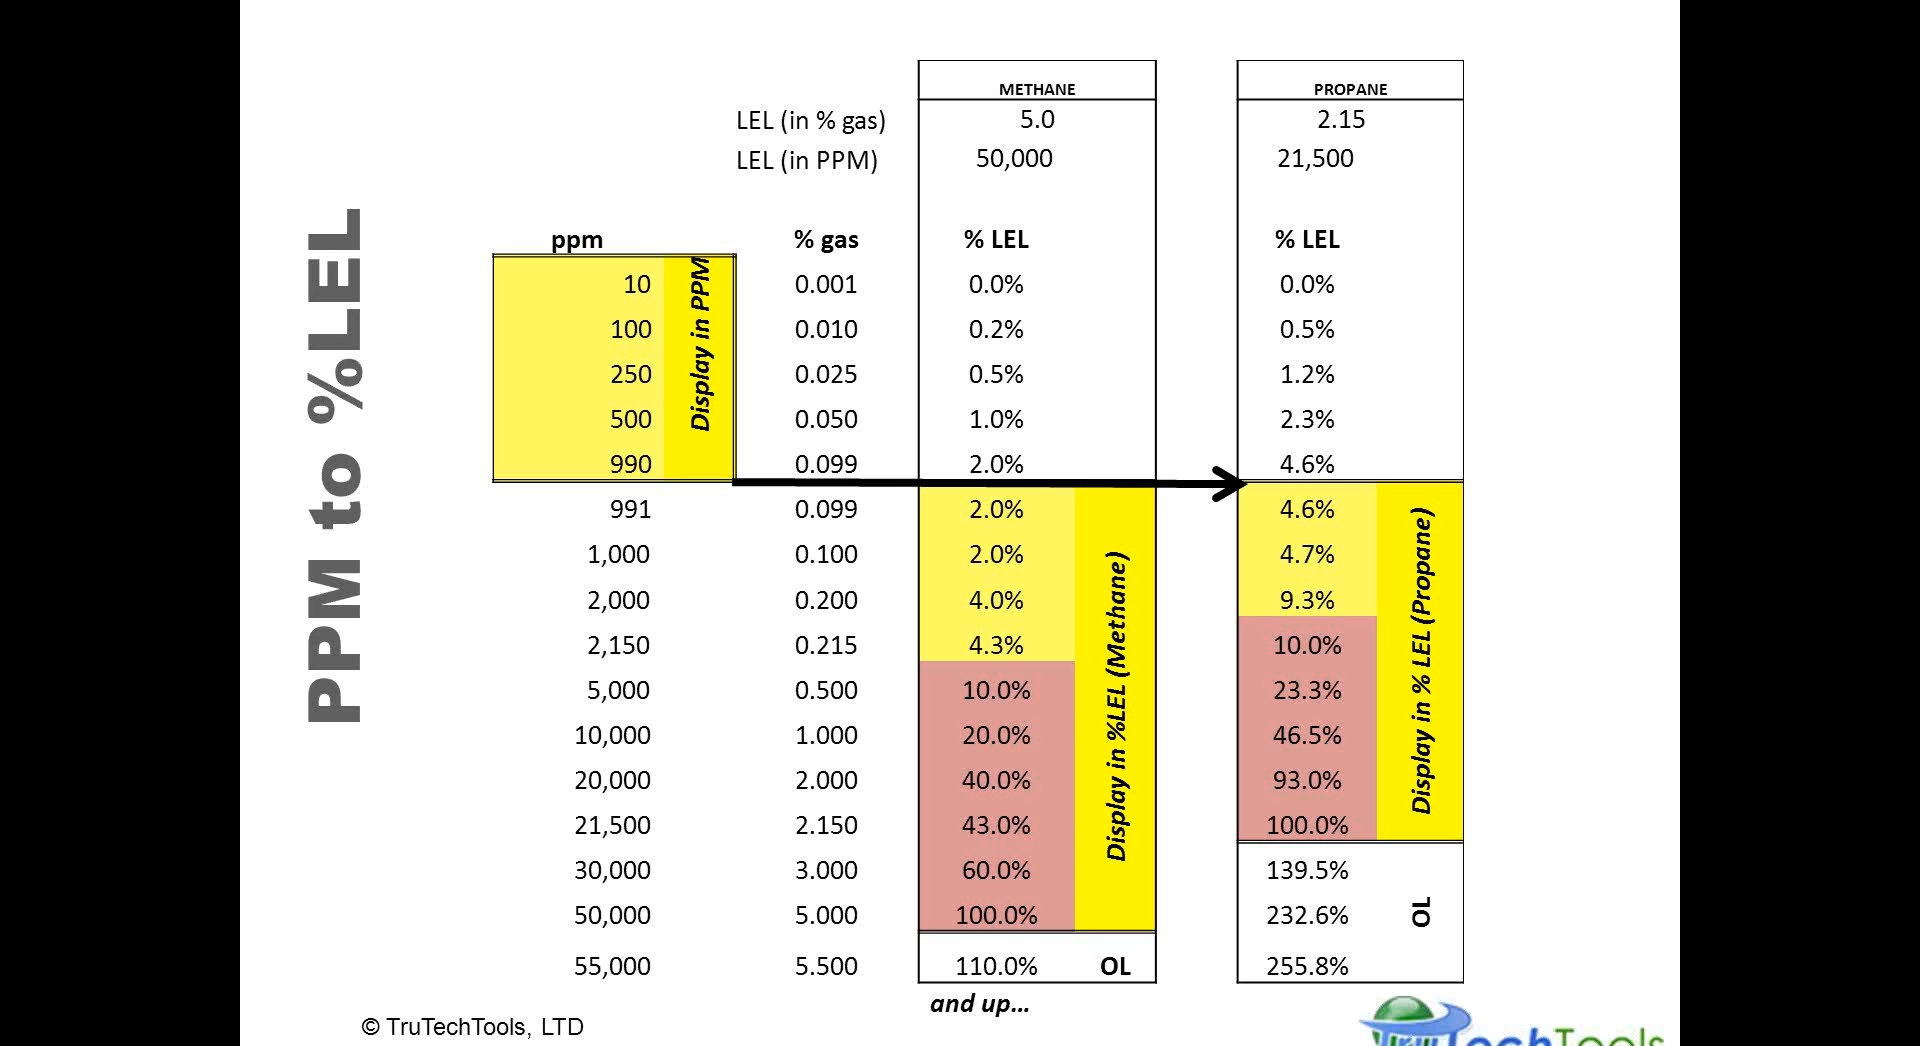 PPM to %LEL
METHANE PROPANE
LEL (in % gas) 5.0 2.15
LEL (in PPM) 50,000 21,500
ppm % gas % LEL % LEL
10 0.001 0.0% 0.0%
100 0.010 0.2% 0.5%
250 0.025 0.5% 1.2%
500 0.050 1.0% 2.3%
990 0.099 2.0% 4.6%
Display in PPM
991 0.099 2.0% 4.6%
1,000 0.100 2.0% 4.7%
2,000 0.200 4.0% 9.3%
2,150 0.215 4.3% 10.0%
5,000 0.500 10.0% 23.3%
10,000 1.000 20.0% 46.5%
20,000 2.000 40.0% 93.0%
21,500 2.150 43.0% 100.0%
30,000 3.000 60.0% 139.5%
50,000 5.000 100.0% 232.6%
Display in %LEL (Methane)
Display in % LEL (Propane)
OL
55,000 5.500 110.0% OL 255.8%
and up...
© TruTechTools, LTD
TechTools